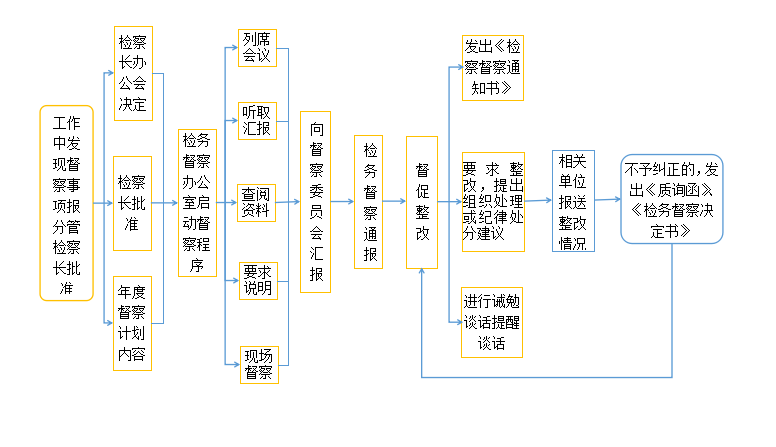 工作
中发
现督
察事
项报
分管
检察
长批
准
检察
长办
公会
决定
检察
长批
准
年度
督察
计划
内容
检务
督察
办公
室启
动督
察程
序
列席
会议
听取
汇报
查阅
资料
要求
说明
现场
督察
向
督
察
委
员
会
汇
报
检
务
督
察
通
报
督
促
整
改
发出《检
察督察通
知书》
要求整
改，提出
组织处理
或纪律处
分建议
进行诫勉
谈话提醒
谈话
相关
单位
报送
整改
情况
不予纠正的，发
出《质询函》、
《检务督察决
定书》